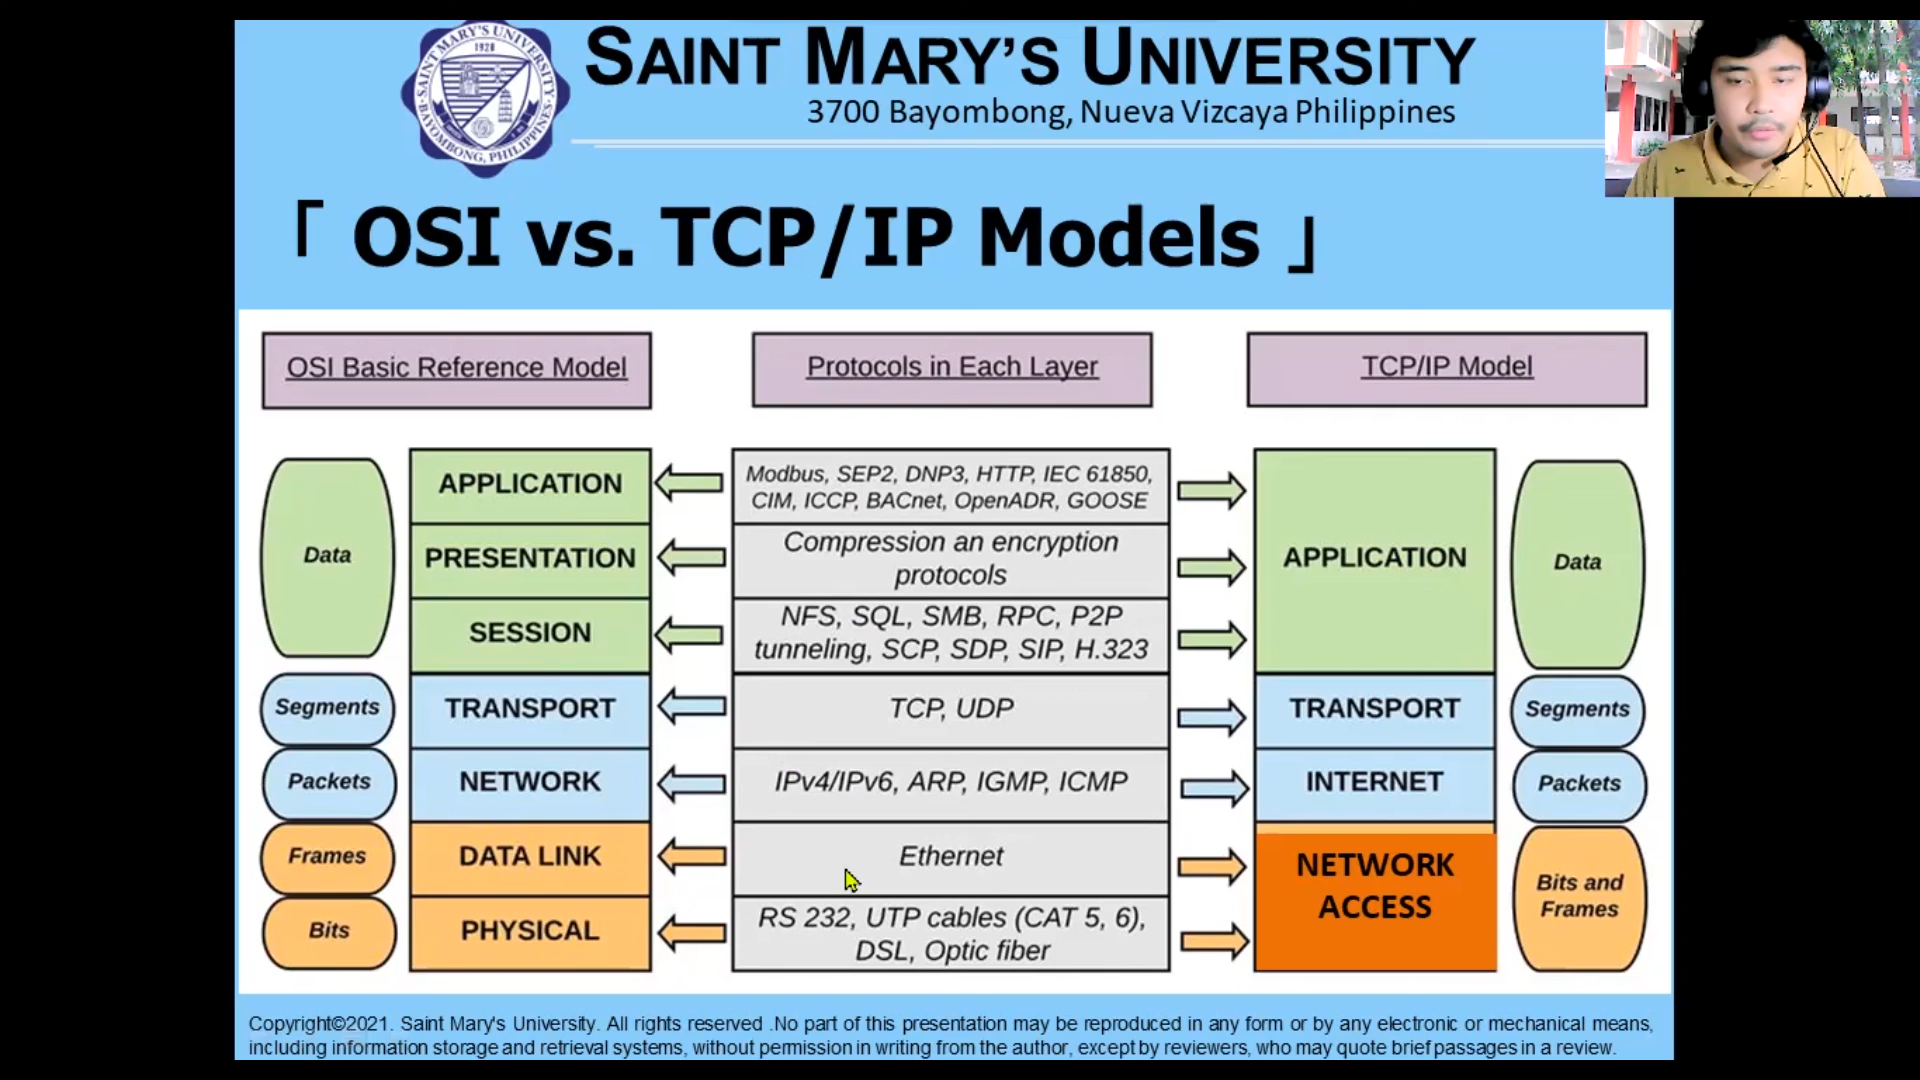 SAINT MARY'S UNIVERSITY
3700 Bayombong, Nueva Vizcaya Philippines
SAINT MARY'S UNIVERSITY
1928
BAYOMBONG, PHILIPPINES
「 OSI vs. TCP/IP Models 」
OSI Basic Reference Model
Protocols in Each Layer
TCP/IP Model
Data
APPLICATION
Modbus, SEP2, DNP3, HTTP, IEC 61850,
CIM, ICCP, BACnet, OpenADR, GOOSE
PRESENTATION
Compression an encryption
protocols
SESSION
NFS, SQL, SMB, RPC, P2P
tunneling, SCP, SDP, SIP, H.323
APPLICATION
Data
Segments
TRANSPORT
TCP, UDP
TRANSPORT
Segments
Packets
NETWORK
IPv4/IPv6, ARP, IGMP, ICMP
INTERNET
Packets
Frames
DATA LINK
Ethernet
Bits
PHYSICAL
RS 232, UTP cables (CAT 5, 6),
DSL, Optic fiber
NETWORK
ACCESS
Bits and
Frames
Copyright©2021. Saint Mary's University. All rights reserved .No part of this presentation may be reproduced in any form or by any electronic or mechanical means,
including information storage and retrieval systems, without permission in writing from the author, except by reviewers, who may quote brief passages in a review.